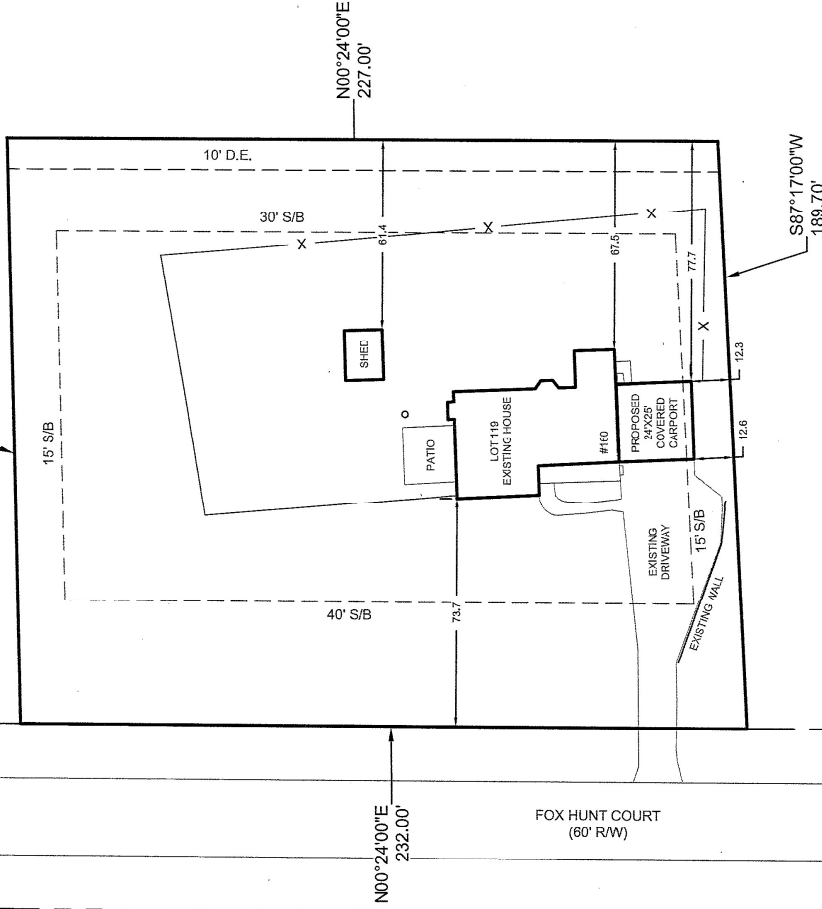 N00°24'00"E
227.00'
10' D.E.
30' S/B
61.4
X
X
X
67.5
77.7
S87°17'00"W
189.70'
15' S/B
SHED
X
12.3
PATIO
LOT 119
EXISTING HOUSE
#160
PROPOSED
24'X25'
COVERED
CARPORT
12.6
40' S/B
73.7
EXISTING
DRIVEWAY
15' S/B
EXISTING WALL
N00°24'00"E
232.00'
FOX HUNT COURT
(60' R/W)